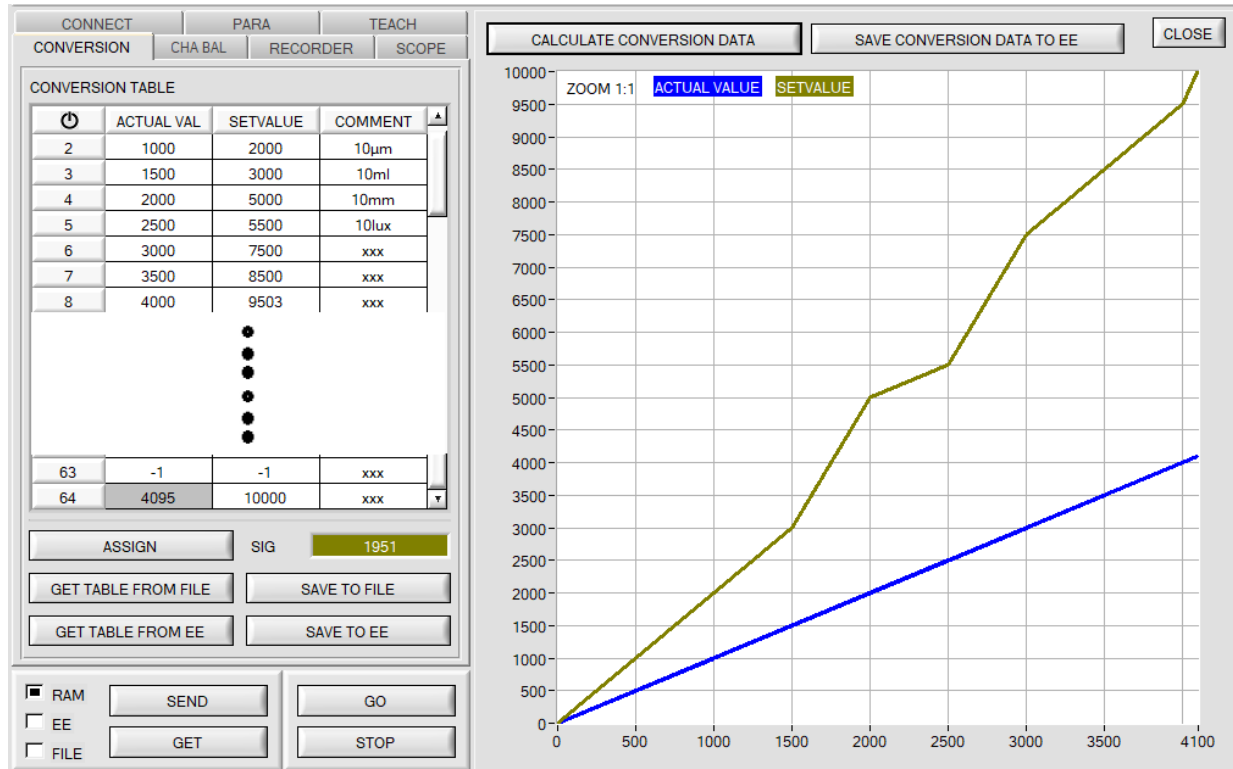 CONNECT PARA TEACH
CONVERSION CHA BAL RECORDER SCOPE
CONVERSION TABLE
ACTUAL VAL SETVALUE COMMENT
2 1000 2000 10µm
3 1500 3000 10ml
4 2000 5000 10mm
5 2500 5500 10lux
6 3000 7500 xxx
7 3500 8500 xxx
8 4000 9503 xxx
63 -1 -1 xxx
64 4095 10000 xxx
ASSIGN SIG 1951
GET TABLE FROM FILE SAVE TO FILE
GET TABLE FROM EE SAVE TO EE
RAM SEND GO
EE
FILE GET STOP
CALCULATE CONVERSION DATA SAVE CONVERSION DATA TO EE CLOSE
ZOOM 1:1 ACTUAL VALUE SETVALUE
10000
9500
9000
8500
8000
7500
7000
6500
6000
5500
5000
4500
4000
3500
3000
2500
2000
1500
1000
500
0
0 500 1000 1500 2000 2500 3000 3500 4100